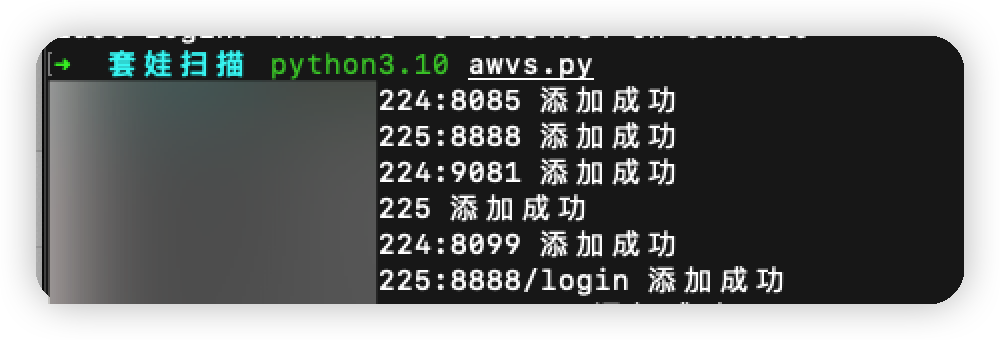 ➜ 套娃扫描 python3.10 awvs.py
224:8085 添加成功
225:8888 添加成功
224:9081 添加成功
225 添加成功
224:8099 添加成功
225:8888/login 添加成功